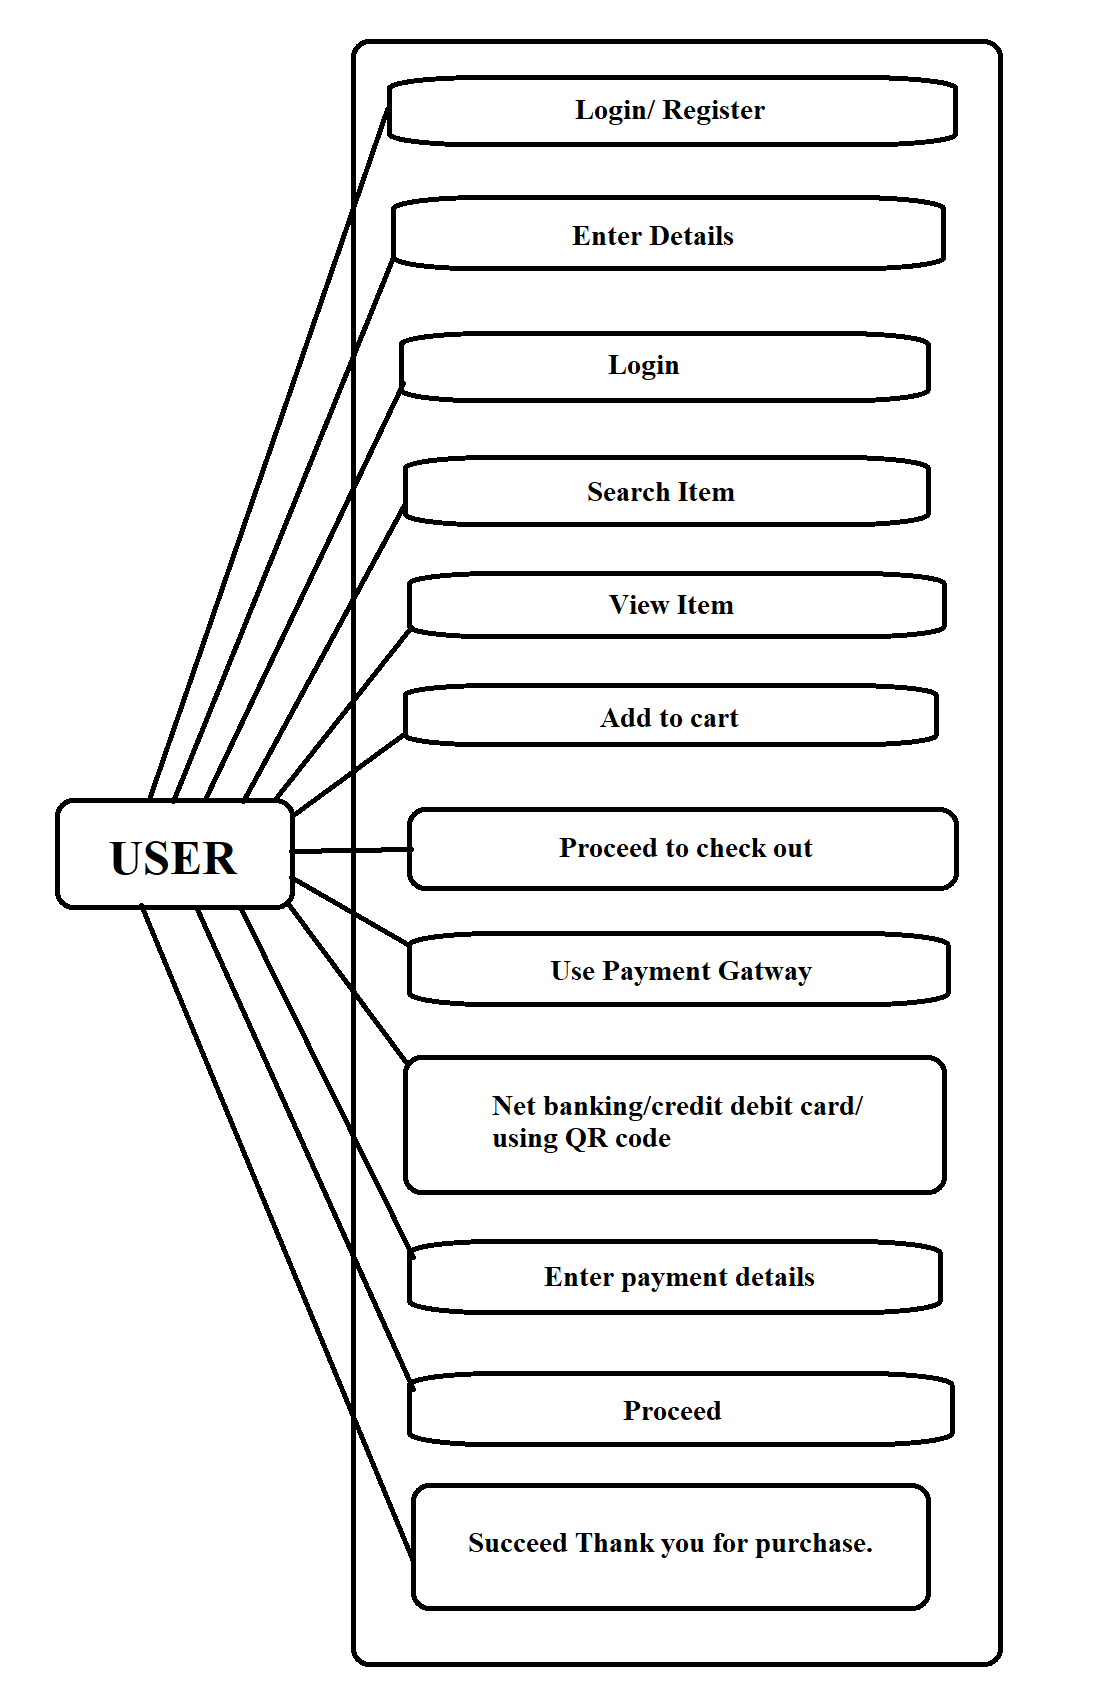 Login/ Register
Enter Details
Login
Search Item
View Item
Add to cart
USER
Proceed to check out
Use Payment Gatway
Net banking/credit debit card/
using QR code
Enter payment details
Proceed
Succeed Thank you for purchase.